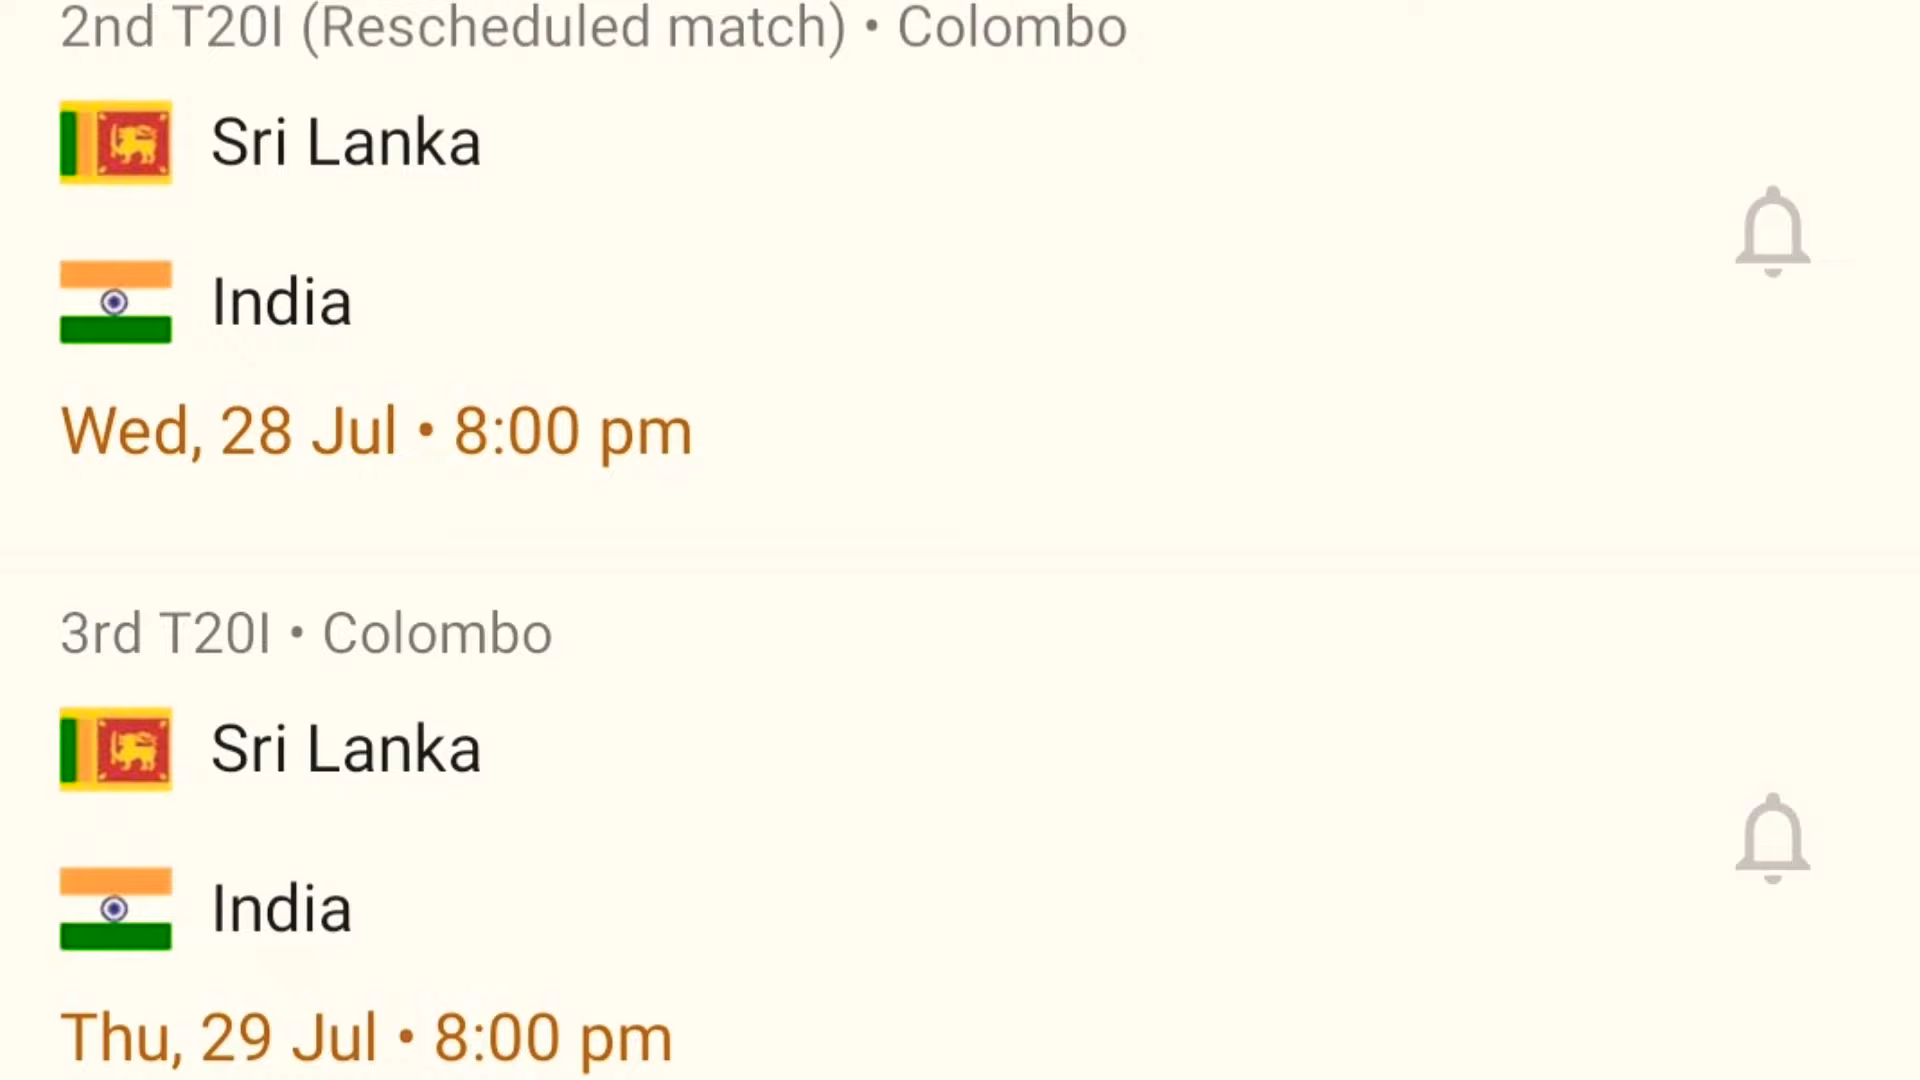 2nd T20I (Rescheduled match) • Colombo
Sri Lanka
India
Wed, 28 Jul • 8:00 pm
3rd T20I • Colombo
Sri Lanka
India
Thu, 29 Jul • 8:00 pm